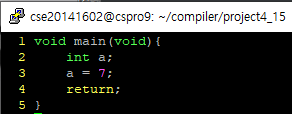 cse20141602@cspro9: ~/compiler/project4_15
1 void main(void){
2     int a;
3     a = 7;
4     return;
5 }